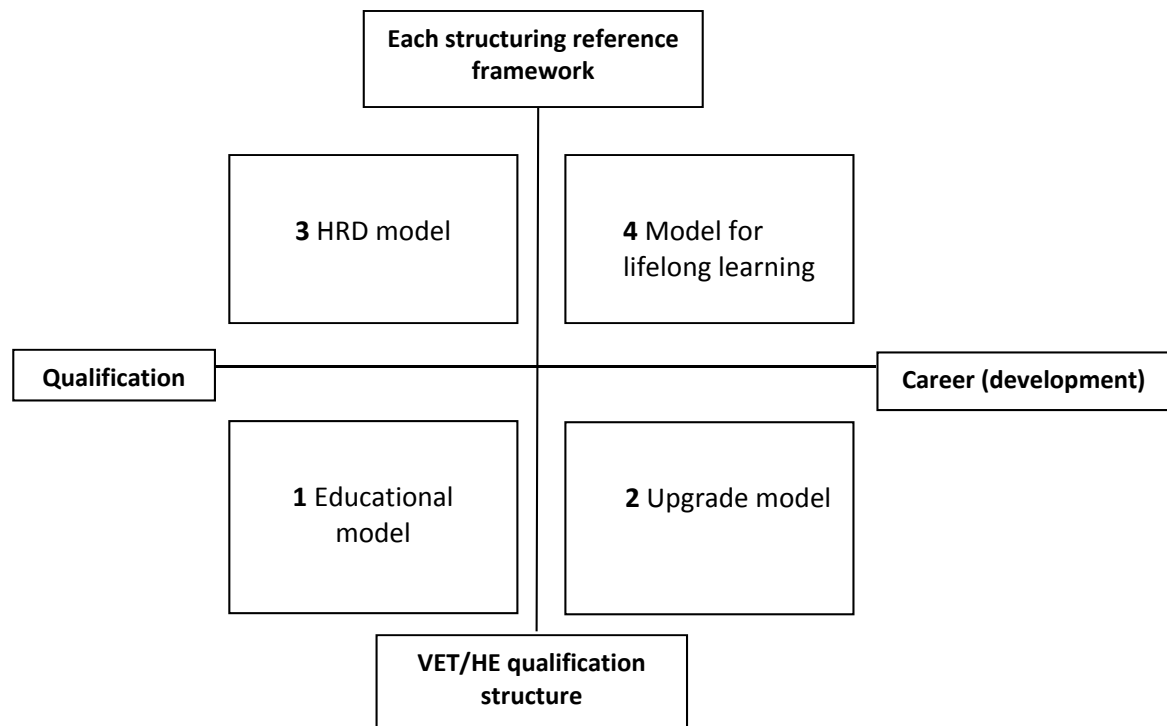 Each structuring reference
framework
3 HRD model
4 Model for
lifelong learning
Qualification
Career (development)
1 Educational
model
2 Upgrade model
VET/HE qualification
structure